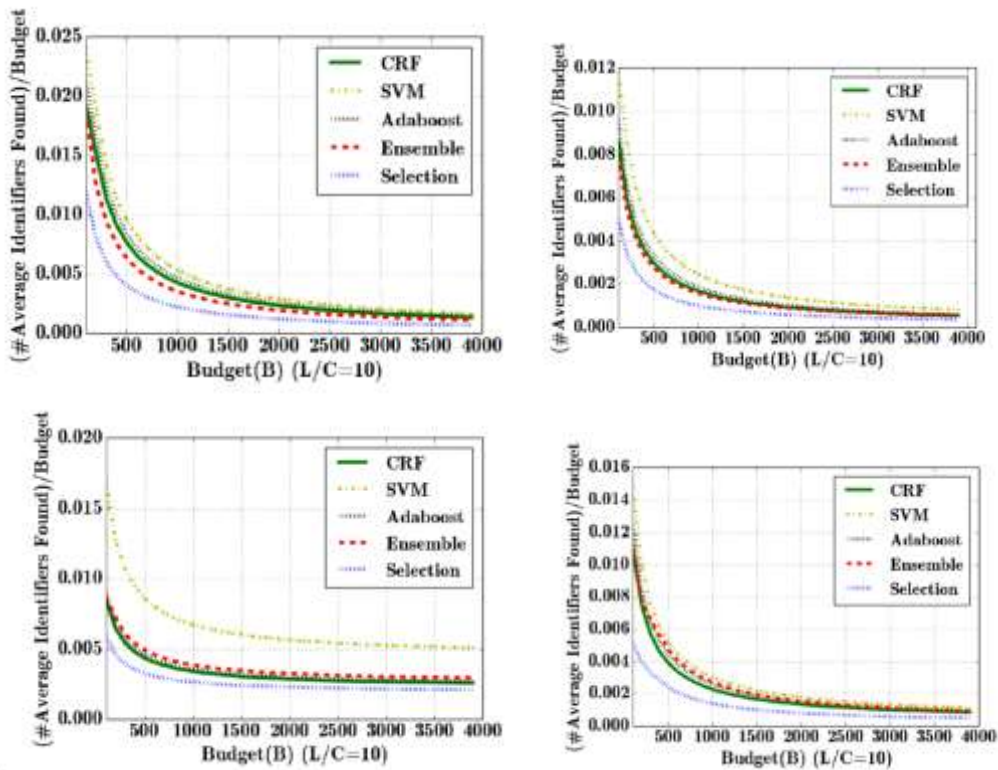 (#Average Identifiers Found)/Budget
0.025
0.020
0.015
0.010
0.005
0.000
CRF
SVM
Adaboost
Ensemble
Selection
500 1000 1500 2000 2500 3000 3500 4000
Budget(B) (L/C=10)
(#Average Identifiers Found)/Budget
0.012
0.010
0.008
0.006
0.004
0.002
0.000
CRF
SVM
Adaboost
Ensemble
Selection
500 1000 1500 2000 2500 3000 3500 4000
Budget(B) (L/C=10)
(#Average Identifiers Found)/Budget
0.020
0.015
0.010
0.005
0.000
CRF
SVM
Adaboost
Ensemble
Selection
500 1000 1500 2000 2500 3000 3500 4000
Budget(B) (L/C=10)
(#Average Identifiers Found)/Budget
0.016
0.014
0.012
0.010
0.008
0.006
0.004
0.002
0.000
CRF
SVM
Adaboost
Ensemble
Selection
500 1000 1500 2000 2500 3000 3500 4000
Budget(B) (L/C=10)